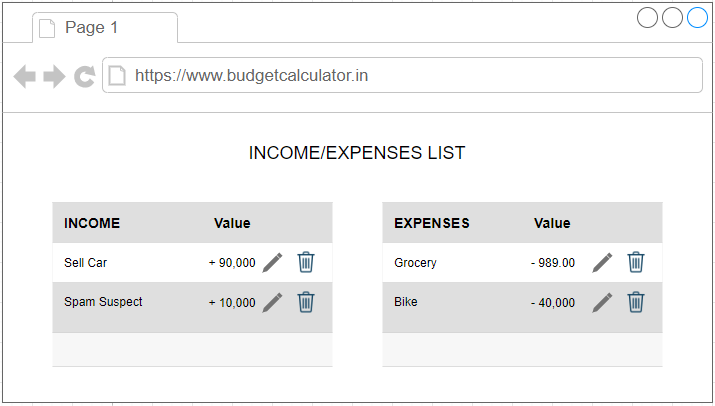 Page 1
https://www.budgetcalculator.in
INCOME/EXPENSES LIST
INCOME Value
Sell Car + 90,000
Spam Suspect + 10,000
EXPENSES Value
Grocery - 989.00
Bike - 40,000